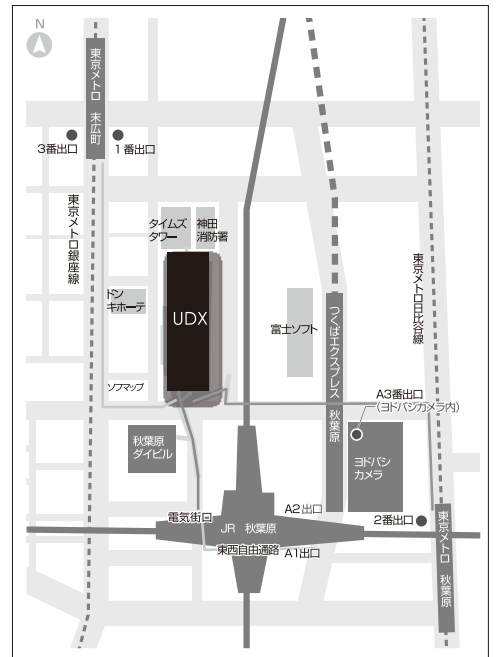 N
東京メトロ 末広町
3番出口
1番出口
東京メトロ銀座線
タイムズ
タワー
神田
消防署
東京メトロ日比谷線
ドン
キホーテ
UDX
富士ソフト
つくばエクスプレス 秋葉原
ソフマップ
A3番出口
(ヨドバシカメラ内)
秋葉原
ダイビル
ヨドバシ
カメラ
電気街口
A2出口
2番出口
JR 秋葉原
東西自由通路
A1出口
東京メトロ 秋葉原